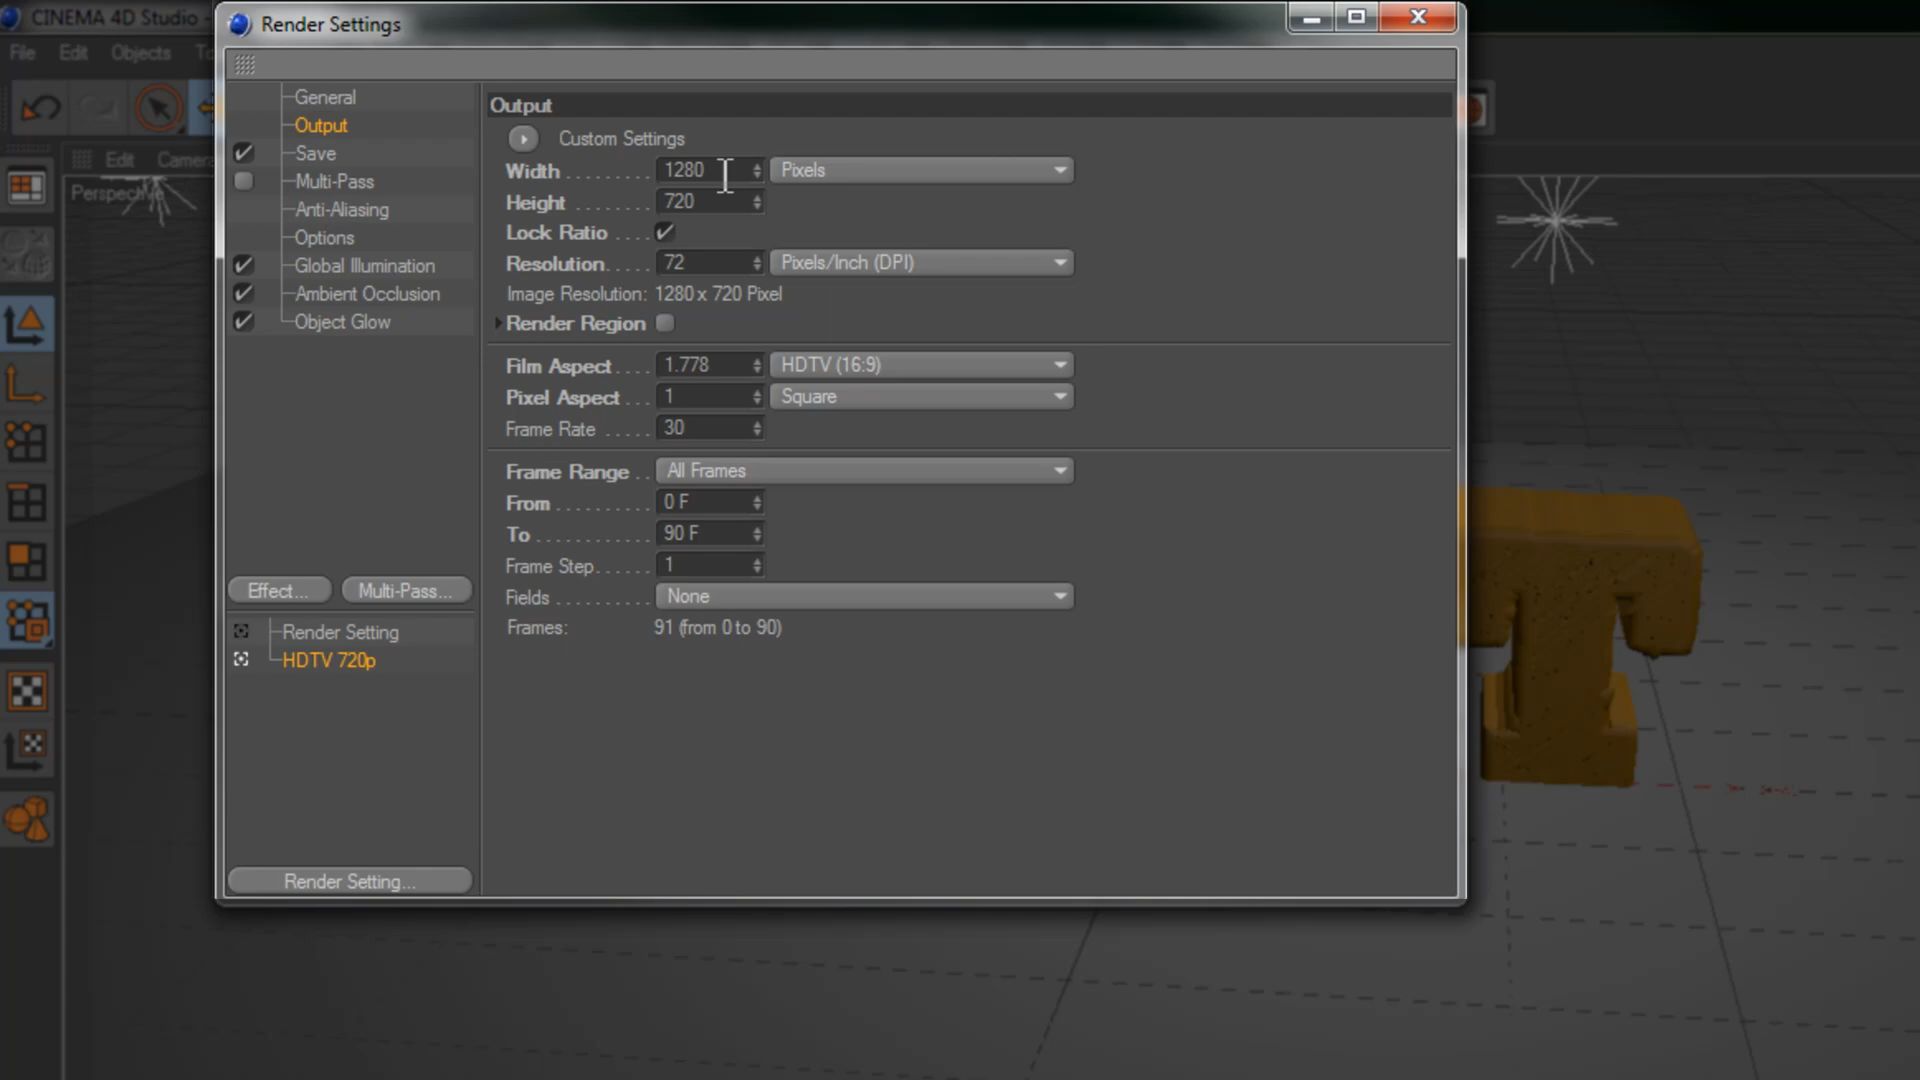 CINEMA 4D Studio -
Render Settings
File Edit Objects
Edit Camera
Perspective
General
Output
Save
Multi-Pass
Anti-Aliasing
Options
Global Illumination
Ambient Occlusion
Object Glow
Effect... Multi-Pass...
Render Setting
HDTV 720p
Render Setting...
Output
Custom Settings
Width ......... 1280 Pixels
Height ........ 720
Lock Ratio ....
Resolution..... 72 Pixels/Inch (DPI)
Image Resolution: 1280 x 720 Pixel
Render Region
Film Aspect .... 1.778 HDTV (16:9)
Pixel Aspect ... 1 Square
Frame Rate ..... 30
Frame Range .. All Frames
From .......... 0 F
To ............ 90 F
Frame Step...... 1
Fields .......... None
Frames: 91 (from 0 to 90)